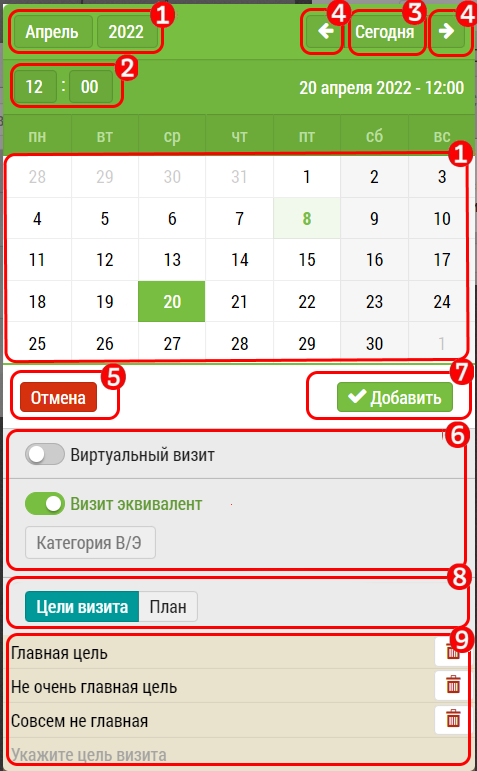 Апрель 2022 1 4 Сегодня 3 4
12 : 00 2 20 апреля 2022 - 12:00
пн вт ср чт пт сб вс
1
28 29 30 31 1 2 3
4 5 6 7 8 9 10
11 12 13 14 15 16 17
18 19 20 21 22 23 24
25 26 27 28 29 30 1
Отмена 5 Добавить 7
6
Виртуальный визит
Визит эквивалент
Категория В/Э
8
Цели визита План
9
Главная цель
Не очень главная цель
Совсем не главная
Укажите цель визита